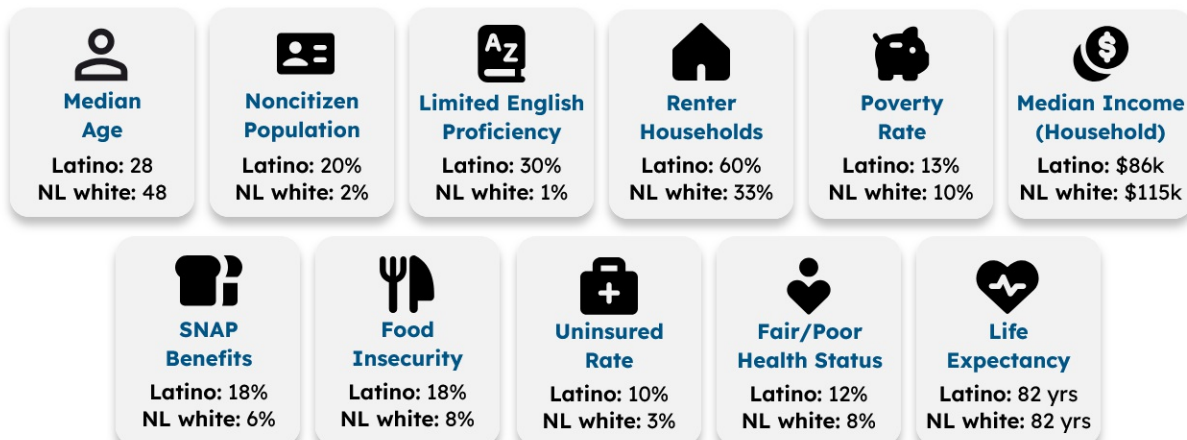 AZ
Median
Age
Latino: 28
NL white: 48
Noncitizen
Population
Latino: 20%
NL white: 2%
Limited English
Proficiency
Latino: 30%
NL white: 1%
Renter
Households
Latino: 60%
NL white: 33%
Poverty
Rate
Latino: 13%
NL white: 10%
$
Median Income
(Household)
Latino: $86k
NL white: $115k
SNAP
Benefits
Latino: 18%
NL white: 6%
Food
Insecurity
Latino: 18%
NL white: 8%
Uninsured
Rate
Latino: 10%
NL white: 3%
Fair/Poor
Health Status
Latino: 12%
NL white: 8%
Life
Expectancy
Latino: 82 yrs
NL white: 82 yrs